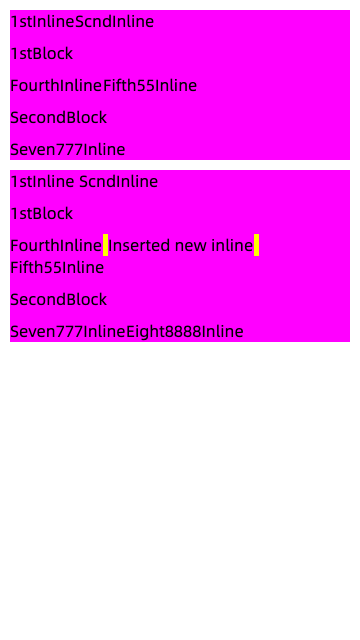 1stInlineScndInline
1stBlock
FourthInlineFifth55Inline
SecondBlock
Seven777Inline
1stInline ScndInline
1stBlock
FourthInline Inserted new inline
Fifth55Inline
SecondBlock
Seven777InlineEight8888Inline